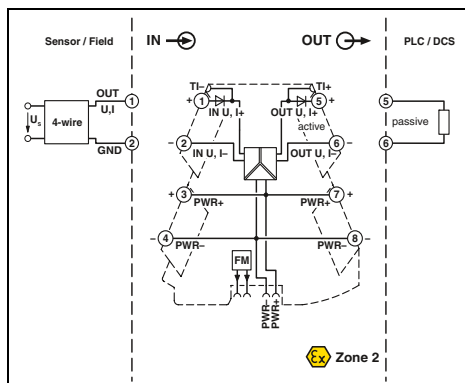 Sensor / Field
IN
OUT
PLC / DCS
TI–
TI+
OUT
U,I
1
+
1
5
+
5
IN U, I+
OUT U, I+
active
Us
4-wire
passive
2
GND
–
2
6
–
6
IN U, I–
OUT U, I–
+
3
PWR+
7
+
PWR+
–
4
PWR–
8
–
PWR–
FM
PWR–
PWR+
Ex
Zone 2